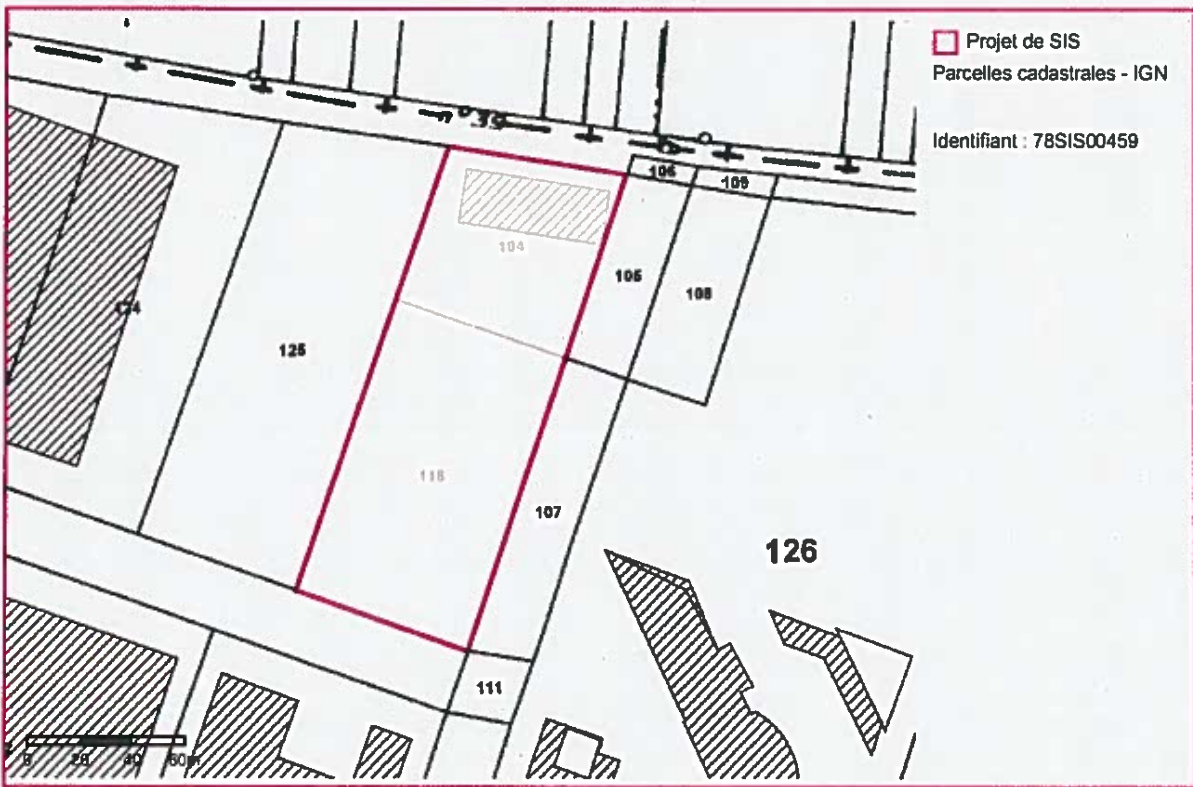 Projet de SIS
Parcelles cadastrales - IGN
Identifiant : 78SIS00459
106
109
104
105
108
125
118
107
126
111
0 20 40 60m